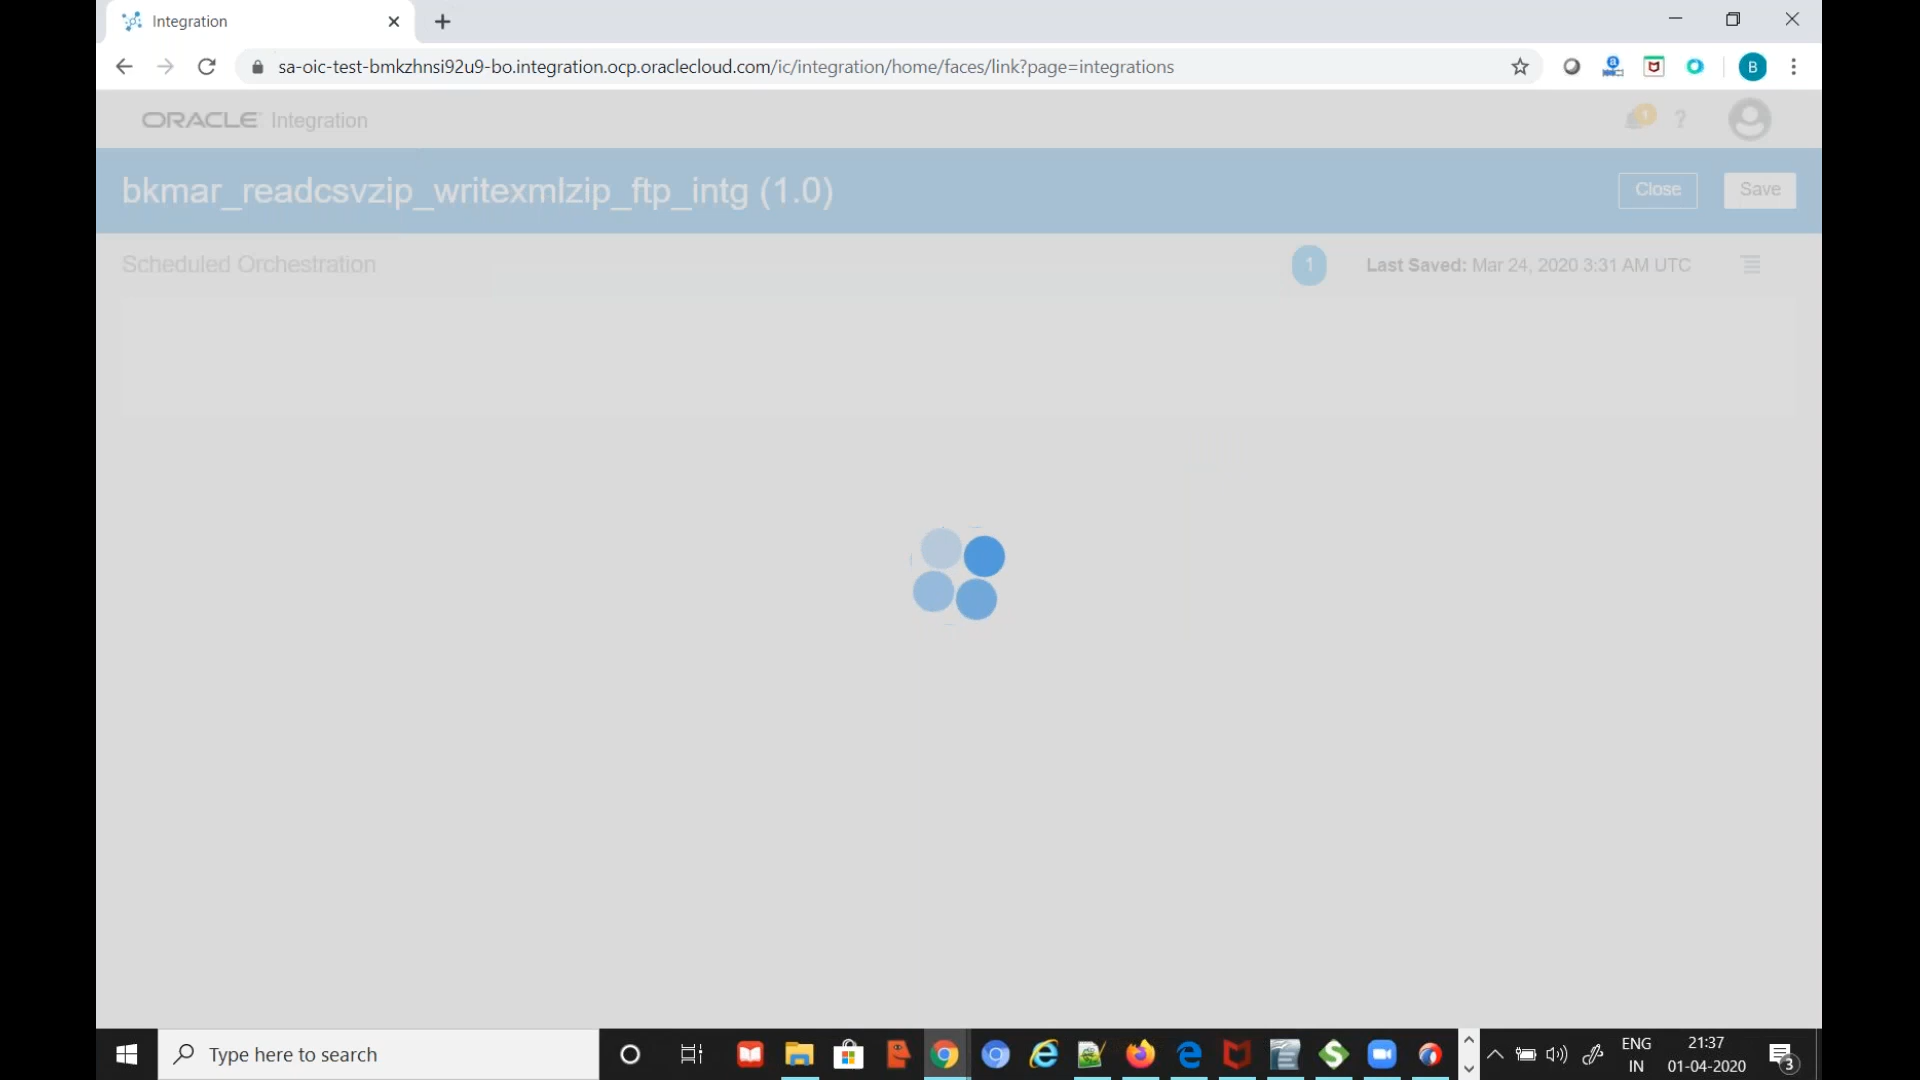 Integration
sa-oic-test-bmkzhnsi92u9-bo.integration.ocp.oraclecloud.com/ic/integration/home/faces/link?page=integrations
B
ORACLE Integration
1
?
bkmar_readcsvzip_writexmlzip_ftp_intg (1.0)
Close
Save
Scheduled Orchestration
1
Last Saved: Mar 24, 2020 3:31 AM UTC
Type here to search
ENG
IN
21:37
01-04-2020
3